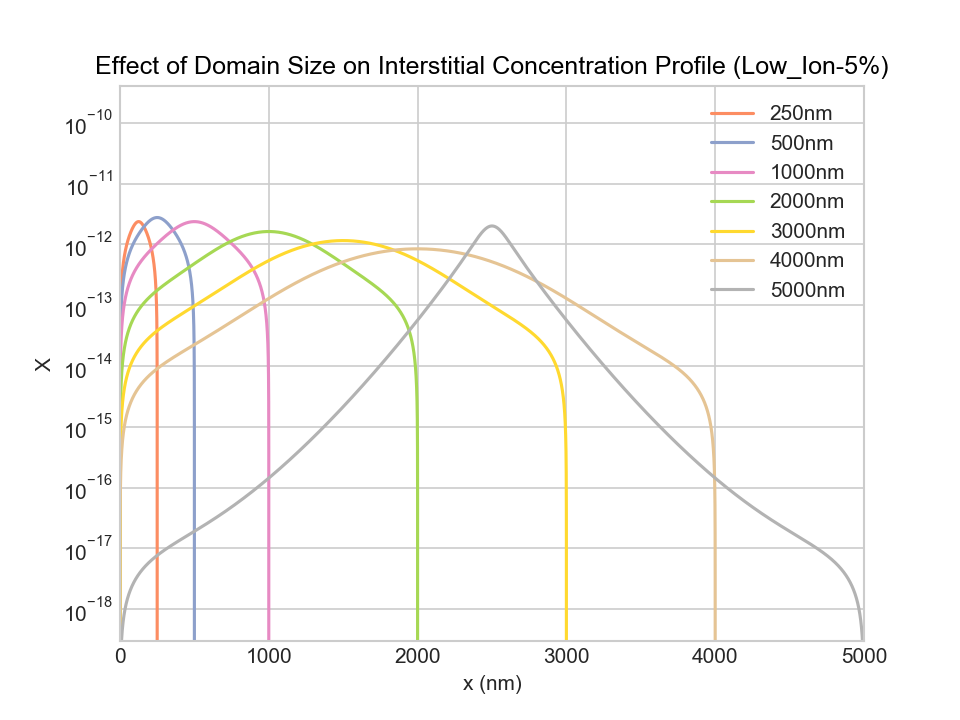 Effect of Domain Size on Interstitial Concentration Profile (Low_Ion-5%)
X
10⁻¹⁰
10⁻¹¹
10⁻¹²
10⁻¹³
10⁻¹⁴
10⁻¹⁵
10⁻¹⁶
10⁻¹⁷
10⁻¹⁸
250nm
500nm
1000nm
2000nm
3000nm
4000nm
5000nm
0 1000 2000 3000 4000 5000
x (nm)